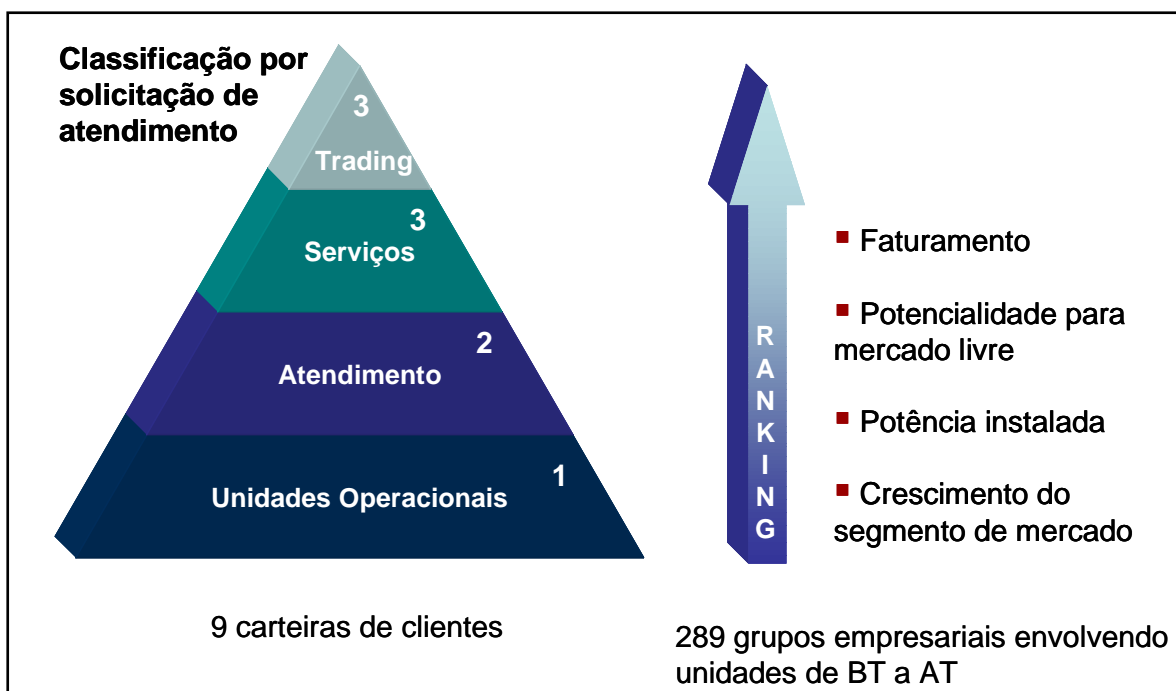 Classificação por
solicitação de
atendimento
3
Trading
3
Serviços
2
Atendimento
1
Unidades Operacionais
9 carteiras de clientes
RANKING
▪ Faturamento
▪ Potencialidade para
mercado livre
▪ Potência instalada
▪ Crescimento do
segmento de mercado
289 grupos empresariais envolvendo
unidades de BT a AT